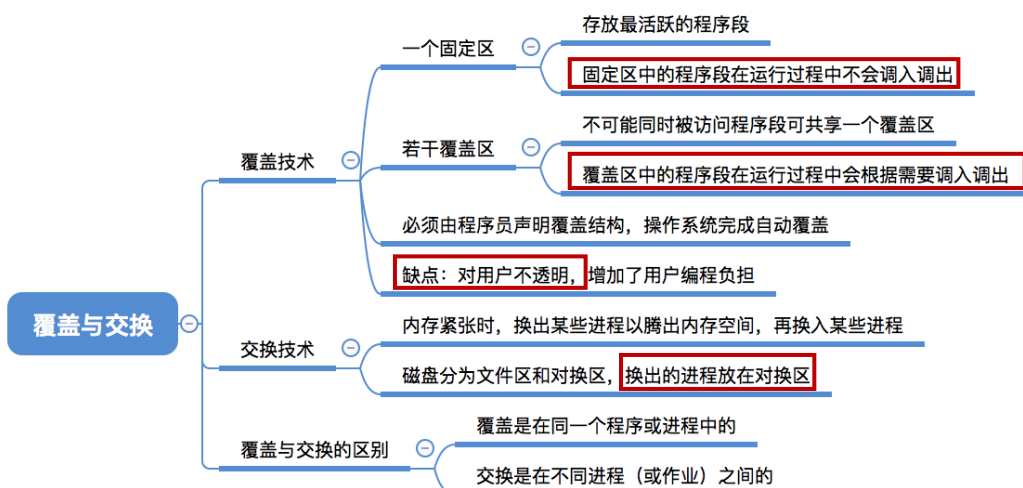 存放最活跃的程序段
一个固定区
固定区中的程序段在运行过程中不会调入调出
不可能同时被访问程序段可共享一个覆盖区
若干覆盖区
覆盖技术
覆盖区中的程序段在运行过程中会根据需要调入调出
必须由程序员声明覆盖结构，操作系统完成自动覆盖
缺点：对用户不透明，增加了用户编程负担
覆盖与交换
内存紧张时，换出某些进程以腾出内存空间，再换入某些进程
交换技术
磁盘分为文件区和对换区，换出的进程放在对换区
覆盖是在同一个程序或进程中的
覆盖与交换的区别
交换是在不同进程（或作业）之间的